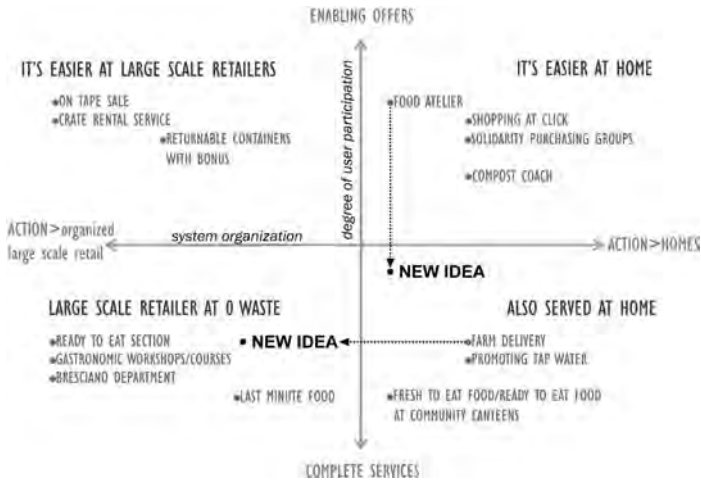 ENABLING OFFERS
IT'S EASIER AT LARGE SCALE RETAILERS
ON TAPE SALE
CRATE RENTAL SERVICE
RETURNABLE CONTAINERS
WITH BONUS
degree of user participation
IT'S EASIER AT HOME
FOOD ATELIER
SHOPPING AT CLICK
SOLIDARITY PURCHASING GROUPS
COMPOST COACH
ACTION>organized
large scale retail
system organization
ACTION>HOMES
NEW IDEA
LARGE SCALE RETAILER AT 0 WASTE
READY TO EAT SECTION
GASTRONOMIC WORKSHOPS/COURSES
BRESCIANO DEPARTMENT
NEW IDEA
LAST MINUTE FOOD
ALSO SERVED AT HOME
FARM DELIVERY
PROMOTING TAP WATER
FRESH TO EAT FOOD/READY TO EAT FOOD
AT COMMUNITY CANTEENS
COMPLETE SERVICES